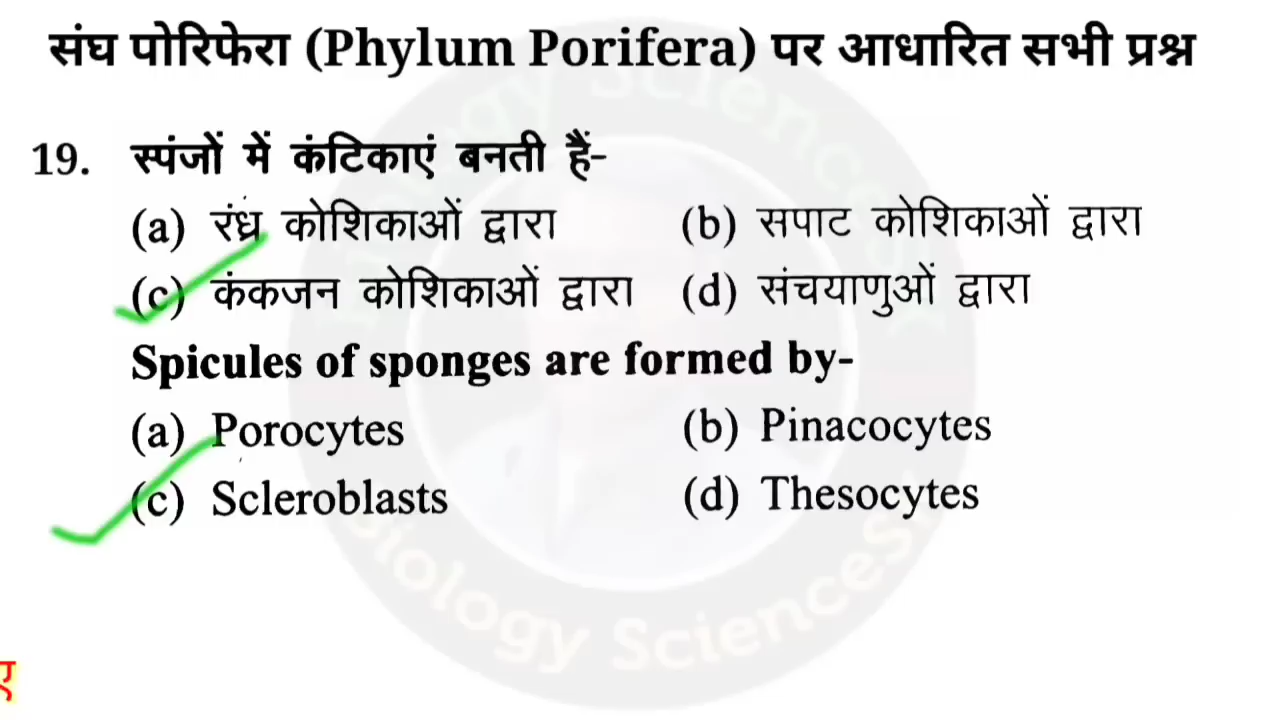 संघ पोरिफेरा (Phylum Porifera) पर आधारित सभी प्रश्न
19. स्पंजों में कंटिकाएं बनती हैं-
(a) रंध्र कोशिकाओं द्वारा (b) सपाट कोशिकाओं द्वारा
(c) कंकजन कोशिकाओं द्वारा (d) संचयाणुओं द्वारा
Spicules of sponges are formed by-
(a) Porocytes (b) Pinacocytes
(c) Scleroblasts (d) Thesocytes
ए